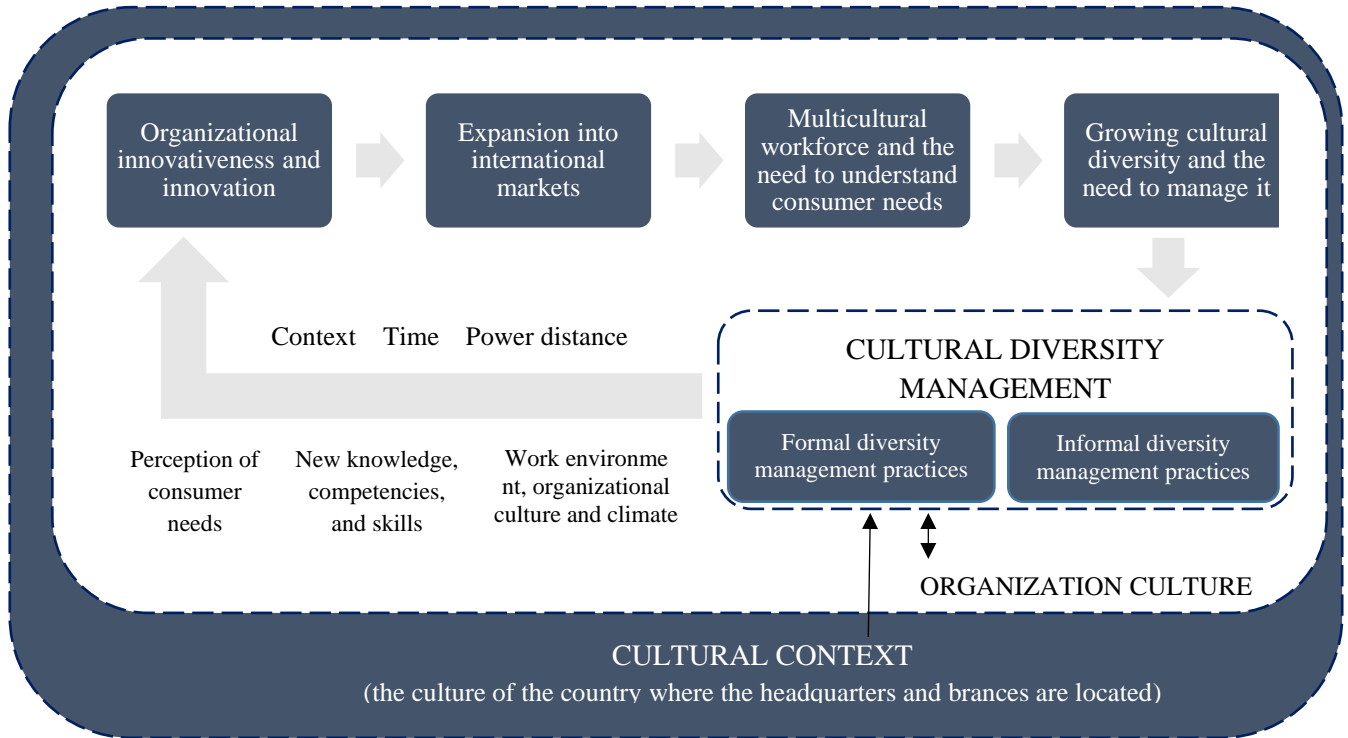 Organizational
innovativeness and
innovation
Expansion into
international
markets
Multicultural
workforce and the
need to understand
consumer needs
Growing cultural
diversity and the
need to manage it
Context Time Power distance
CULTURAL DIVERSITY
MANAGEMENT
Formal diversity
management practices
Informal diversity
management practices
Perception of
consumer
needs
New knowledge,
competencies,
and skills
Work environme
nt, organizational
culture and climate
ORGANIZATION CULTURE
CULTURAL CONTEXT
(the culture of the country where the headquarters and brances are located)